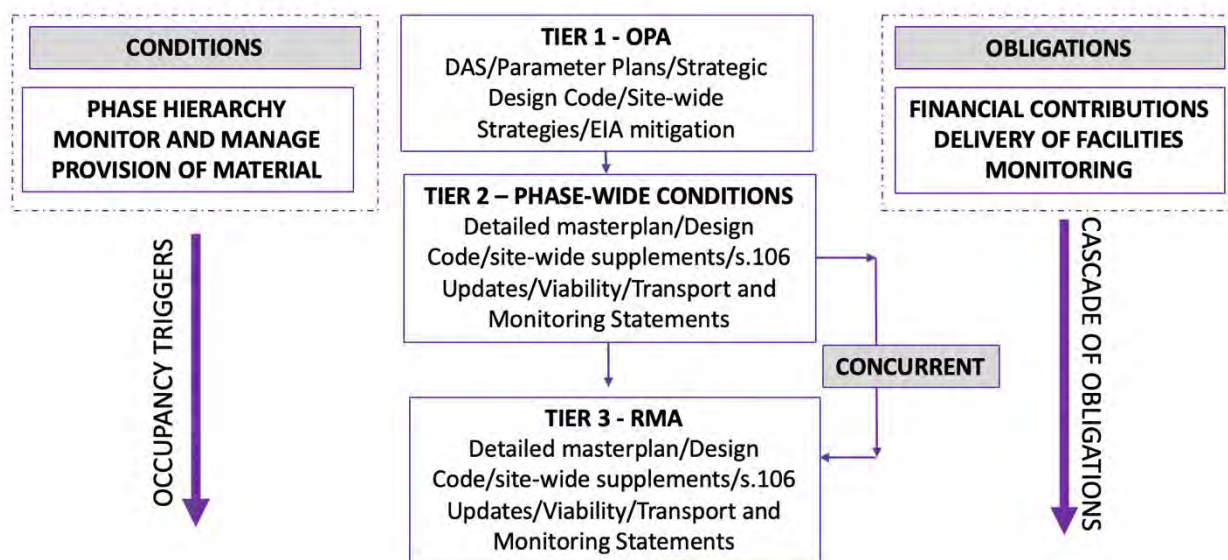 CONDITIONS
PHASE HIERARCHY
MONITOR AND MANAGE
PROVISION OF MATERIAL
OCCUPANCY TRIGGERS
TIER 1 - OPA
DAS/Parameter Plans/Strategic
Design Code/Site-wide
Strategies/EIA mitigation
TIER 2 – PHASE-WIDE CONDITIONS
Detailed masterplan/Design
Code/site-wide supplements/s.106
Updates/Viability/Transport and
Monitoring Statements
CONCURRENT
TIER 3 - RMA
Detailed masterplan/Design
Code/site-wide supplements/s.106
Updates/Viability/Transport and
Monitoring Statements
OBLIGATIONS
FINANCIAL CONTRIBUTIONS
DELIVERY OF FACILITIES
MONITORING
CASCADE OF OBLIGATIONS